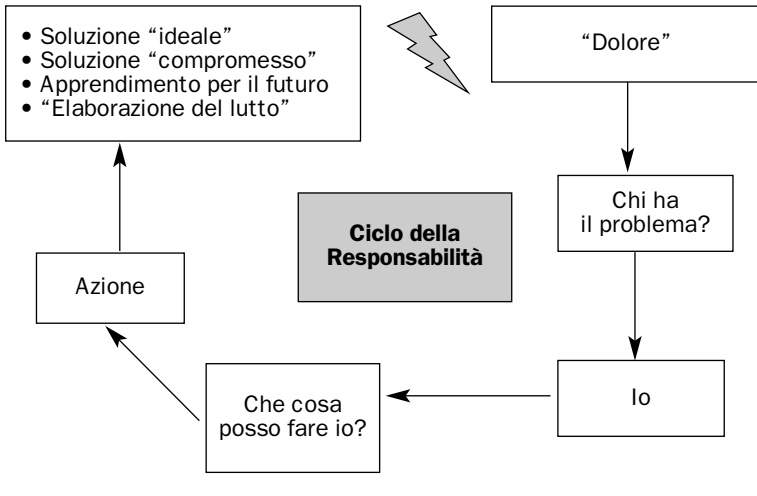 • Soluzione “ideale”
• Soluzione “compromesso”
• Apprendimento per il futuro
• “Elaborazione del lutto”
“Dolore”
Chi ha
il problema?
Ciclo della
Responsabilità
Azione
Che cosa
posso fare io?
Io